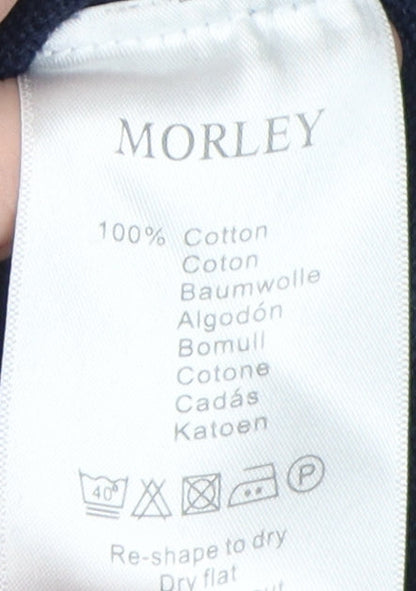 MORLEY
100% Cotton
Coton
Baumwolle
Algodón
Bomull
Cotone
Cadás
Katoen
40° P
Re-shape to dry
Dry flat